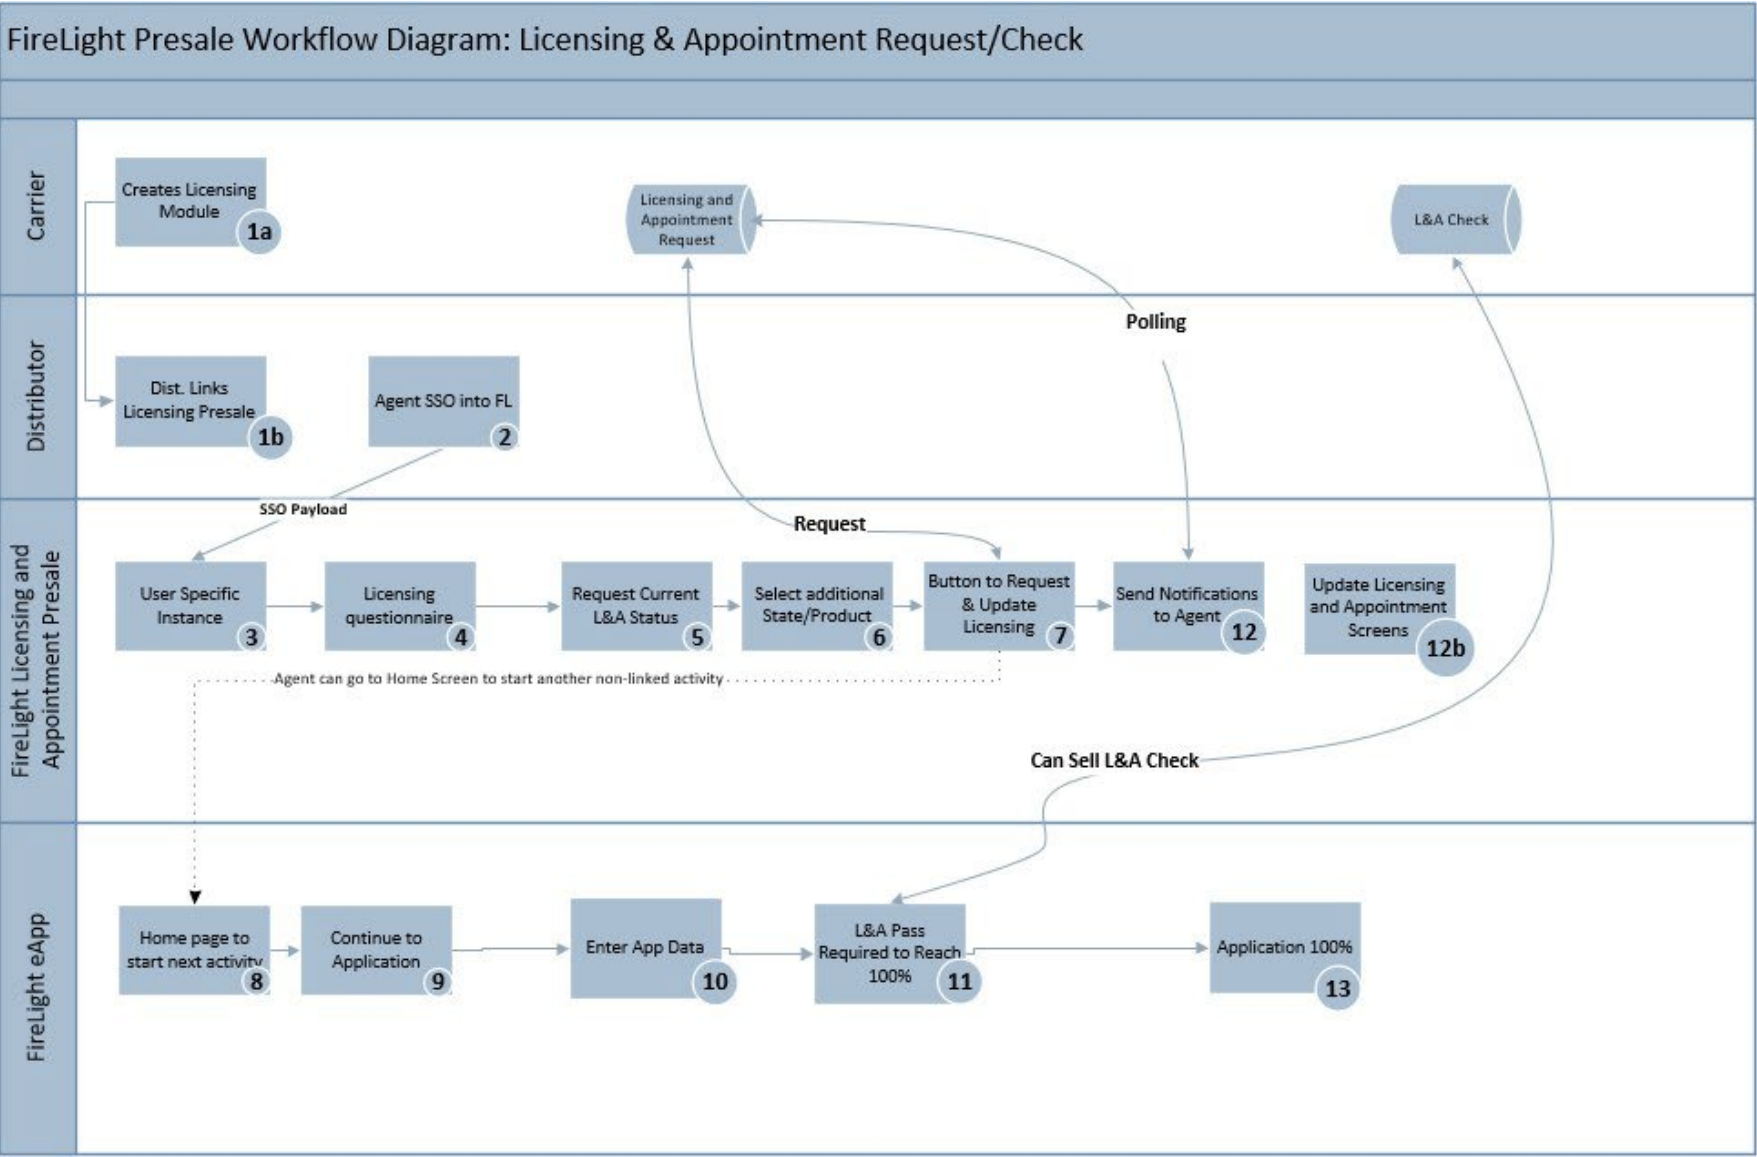 FireLight Presale Workflow Diagram: Licensing & Appointment Request/Check
Carrier
Creates Licensing
Module
1a
Licensing and
Appointment
Request
L&A Check
Distributor
Polling
Dist. Links
Licensing Presale
1b
Agent SSO into FL
2
FireLight Licensing and
Appointment Presale
SSO Payload
Request
User Specific
Instance
3
Licensing
questionnaire
4
Request Current
L&A Status
5
Select additional
State/Product
6
Button to Request
& Update
Licensing
7
Send Notifications
to Agent
12
Update Licensing
and Appointment
Screens
12b
Agent can go to Home Screen to start another non-linked activity
Can Sell L&A Check
FireLight eApp
Home page to
start next activity
8
Continue to
Application
9
Enter App Data
10
L&A Pass
Required to Reach
100%
11
Application 100%
13